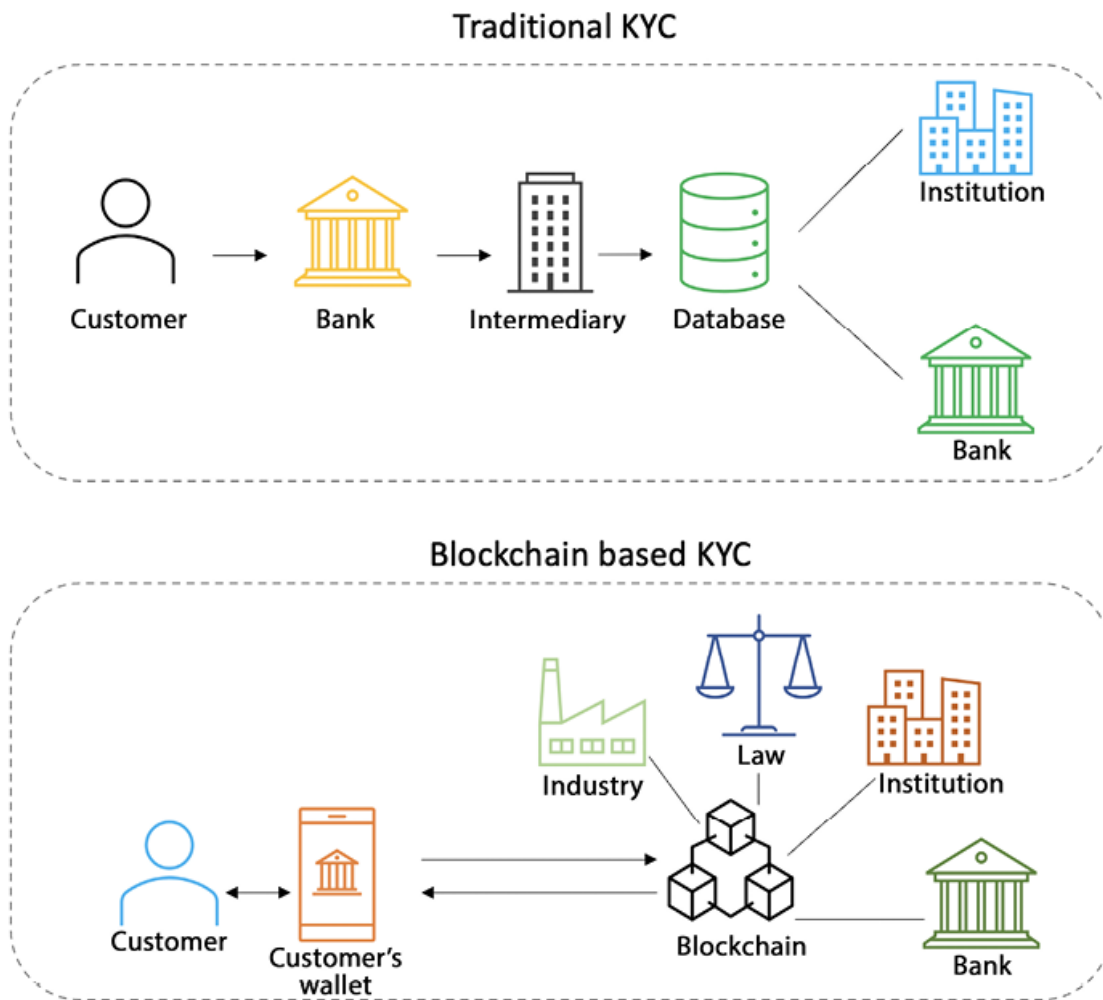 Traditional KYC
Institution
Customer
Bank
Intermediary
Database
Bank
Blockchain based KYC
Law
Industry
Institution
Customer
Customer's
wallet
Blockchain
Bank